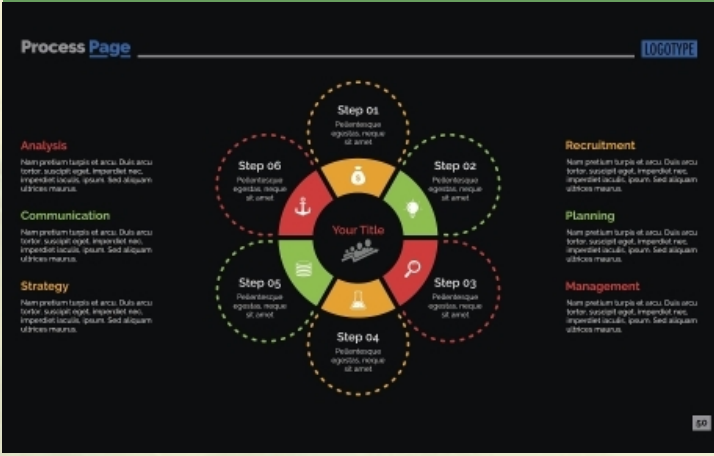 Process Page
LOGOTYPE
Analysis
Nam pretium turpis et arcu. Duis arcu
tortor, suscipit eget, imperdiet nec,
imperdiet iaculis, ipsum. Sed aliquam
ultrices mauris.
Communication
Nam pretium turpis et arcu. Duis arcu
tortor, suscipit eget, imperdiet nec,
imperdiet iaculis, ipsum. Sed aliquam
ultrices mauris.
Strategy
Nam pretium turpis et arcu. Duis arcu
tortor, suscipit eget, imperdiet nec,
imperdiet iaculis, ipsum. Sed aliquam
ultrices mauris.
Step 01
Pellentesque
egestas, neque
sit amet
Step 02
Pellentesque
egestas, neque
sit amet
Step 03
Pellentesque
egestas, neque
sit amet
Step 04
Pellentesque
egestas, neque
sit amet
Step 05
Pellentesque
egestas, neque
sit amet
Step 06
Pellentesque
egestas, neque
sit amet
Your Title
Recruitment
Nam pretium turpis et arcu. Duis arcu
tortor, suscipit eget, imperdiet nec,
imperdiet iaculis, ipsum. Sed aliquam
ultrices mauris.
Planning
Nam pretium turpis et arcu. Duis arcu
tortor, suscipit eget, imperdiet nec,
imperdiet iaculis, ipsum. Sed aliquam
ultrices mauris.
Management
Nam pretium turpis et arcu. Duis arcu
tortor, suscipit eget, imperdiet nec,
imperdiet iaculis, ipsum. Sed aliquam
ultrices mauris.
50